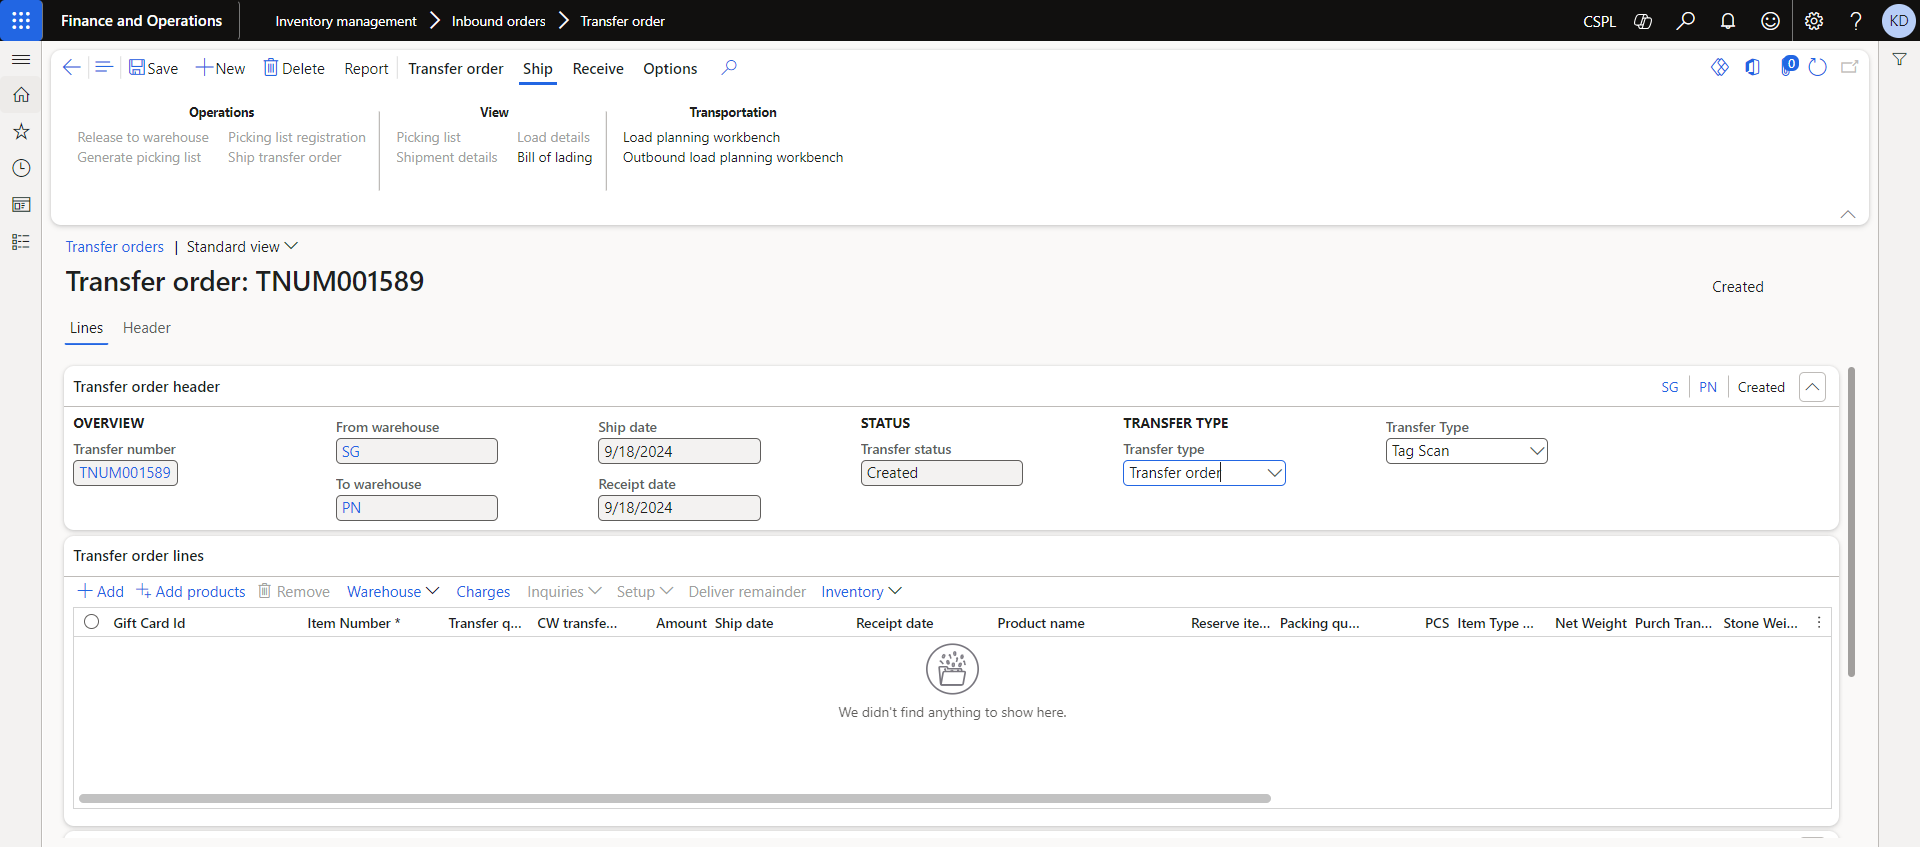 Finance and Operations
Inventory management Inbound orders Transfer order
CSPL
KD
Save New Delete Report Transfer order Ship Receive Options
0
Operations
Release to warehouse Picking list registration
Generate picking list Ship transfer order
View
Picking list Load details
Shipment details Bill of lading
Transportation
Load planning workbench
Outbound load planning workbench
Transfer orders | Standard view
Transfer order: TNUM001589
Created
Lines Header
Transfer order header
SG PN Created
OVERVIEW
Transfer number
TNUM001589
From warehouse
SG
To warehouse
PN
Ship date
9/18/2024
Receipt date
9/18/2024
STATUS
Transfer status
Created
TRANSFER TYPE
Transfer type
Transfer order
Transfer Type
Tag Scan
Transfer order lines
Add Add products Remove Warehouse Charges Inquiries Setup Deliver remainder Inventory
Gift Card Id Item Number * Transfer q... CW transfe... Amount Ship date Receipt date Product name Reserve ite... Packing qu... PCS Item Type ... Net Weight Purch Tran... Stone Wei...
We didn't find anything to show here.